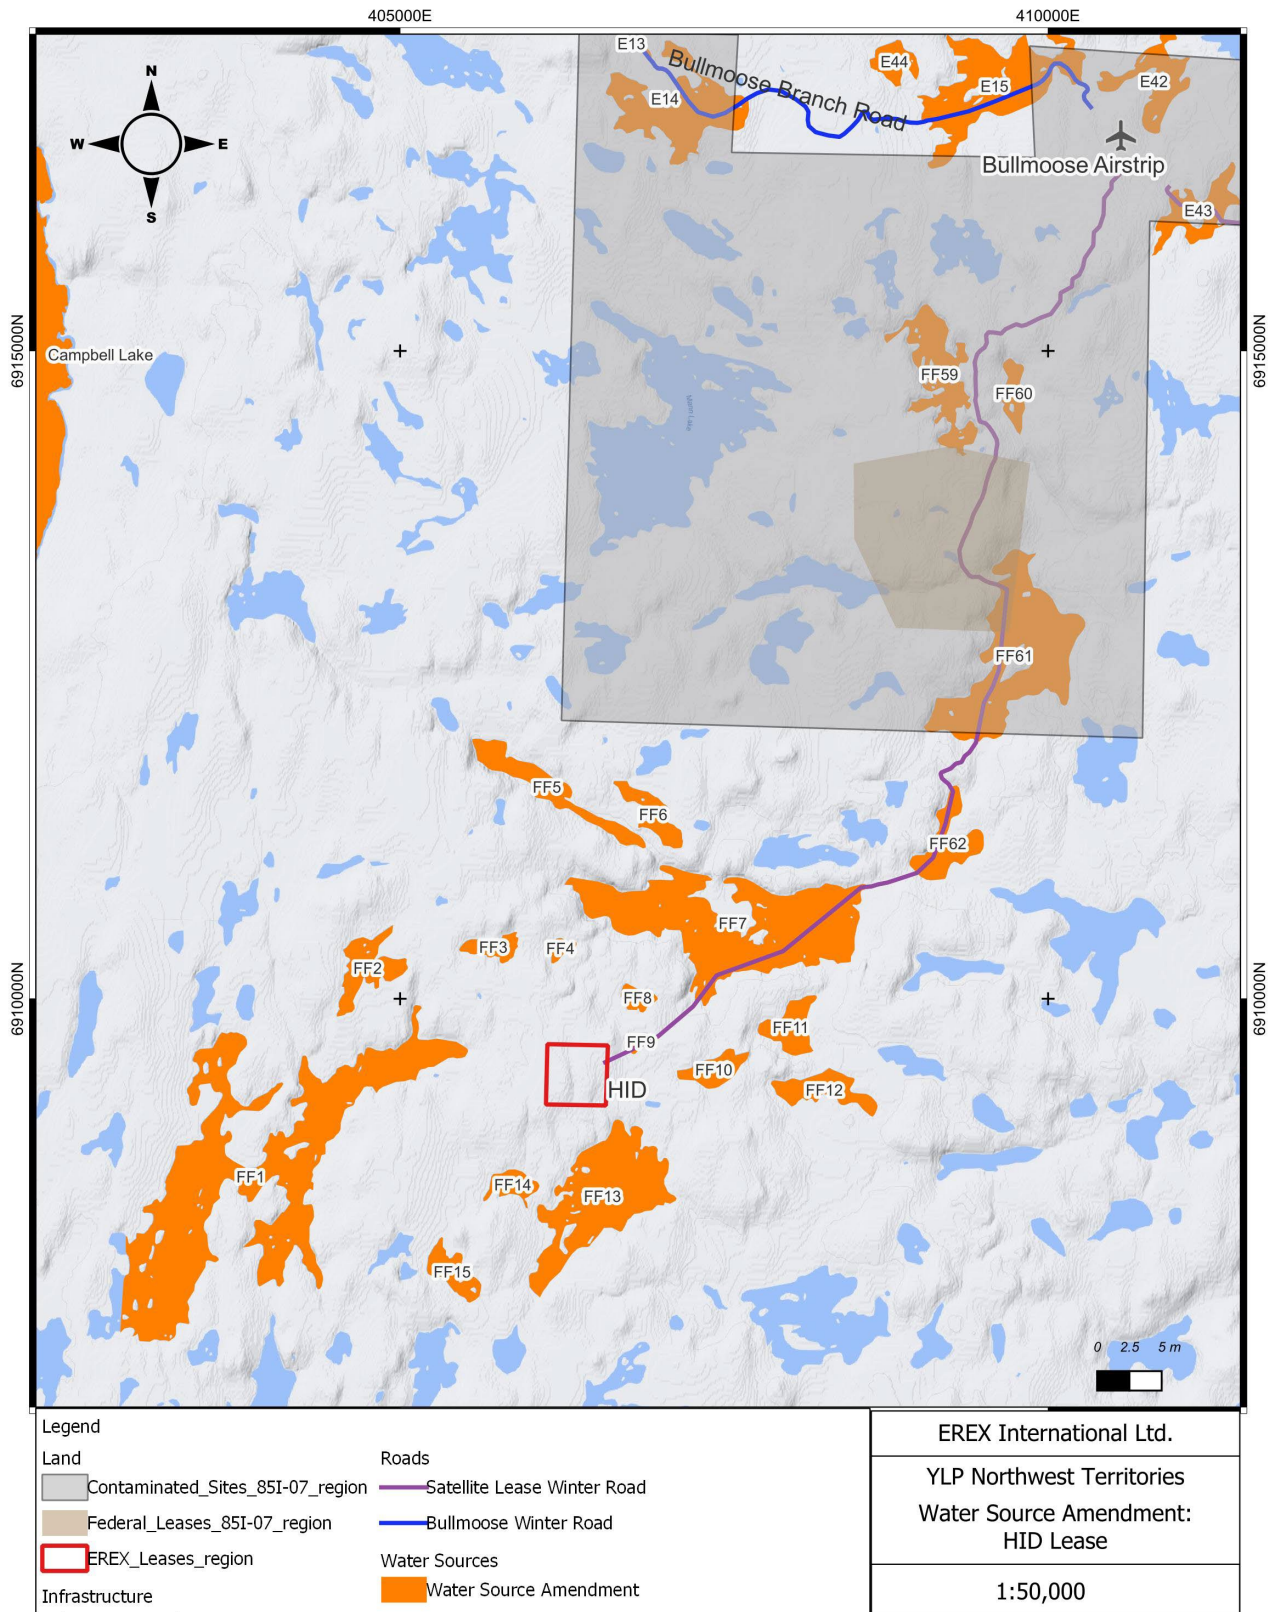 405000E
410000E
E13
Bullmoose Branch Road
E44
E15
E42
E14
N
W
E
S
Bullmoose Airstrip
E43
6915000N
6915000N
Campbell Lake
FF59
FF60
FF61
FF5
FF6
FF62
FF7
FF3
FF4
FF2
FF8
6910000N
6910000N
FF11
FF9
FF10
HID
FF12
FF1
FF14
FF13
FF15
0 2.5 5 m
Legend
Land
Contaminated_Sites_85I-07_region
Federal_Leases_85I-07_region
EREX_Leases_region
Infrastructure
Roads
Satellite Lease Winter Road
Bullmoose Winter Road
Water Sources
Water Source Amendment
EREX International Ltd.
YLP Northwest Territories
Water Source Amendment:
HID Lease
1:50,000